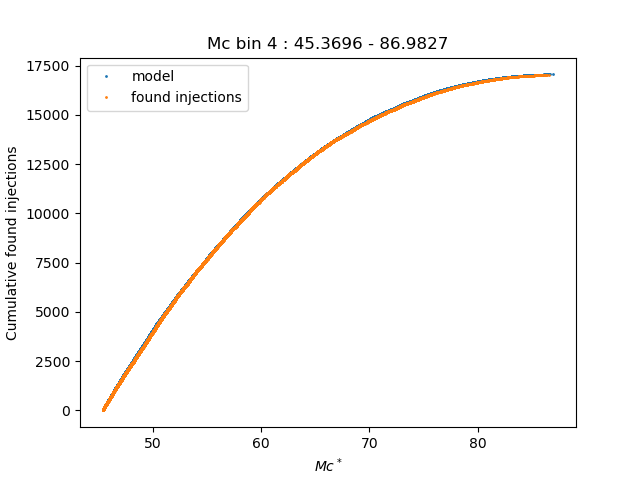 Mc bin 4 : 45.3696 - 86.9827
17500
15000
12500
10000
7500
5000
2500
0
Cumulative found injections
model
found injections
50 60 70 80
Mc*